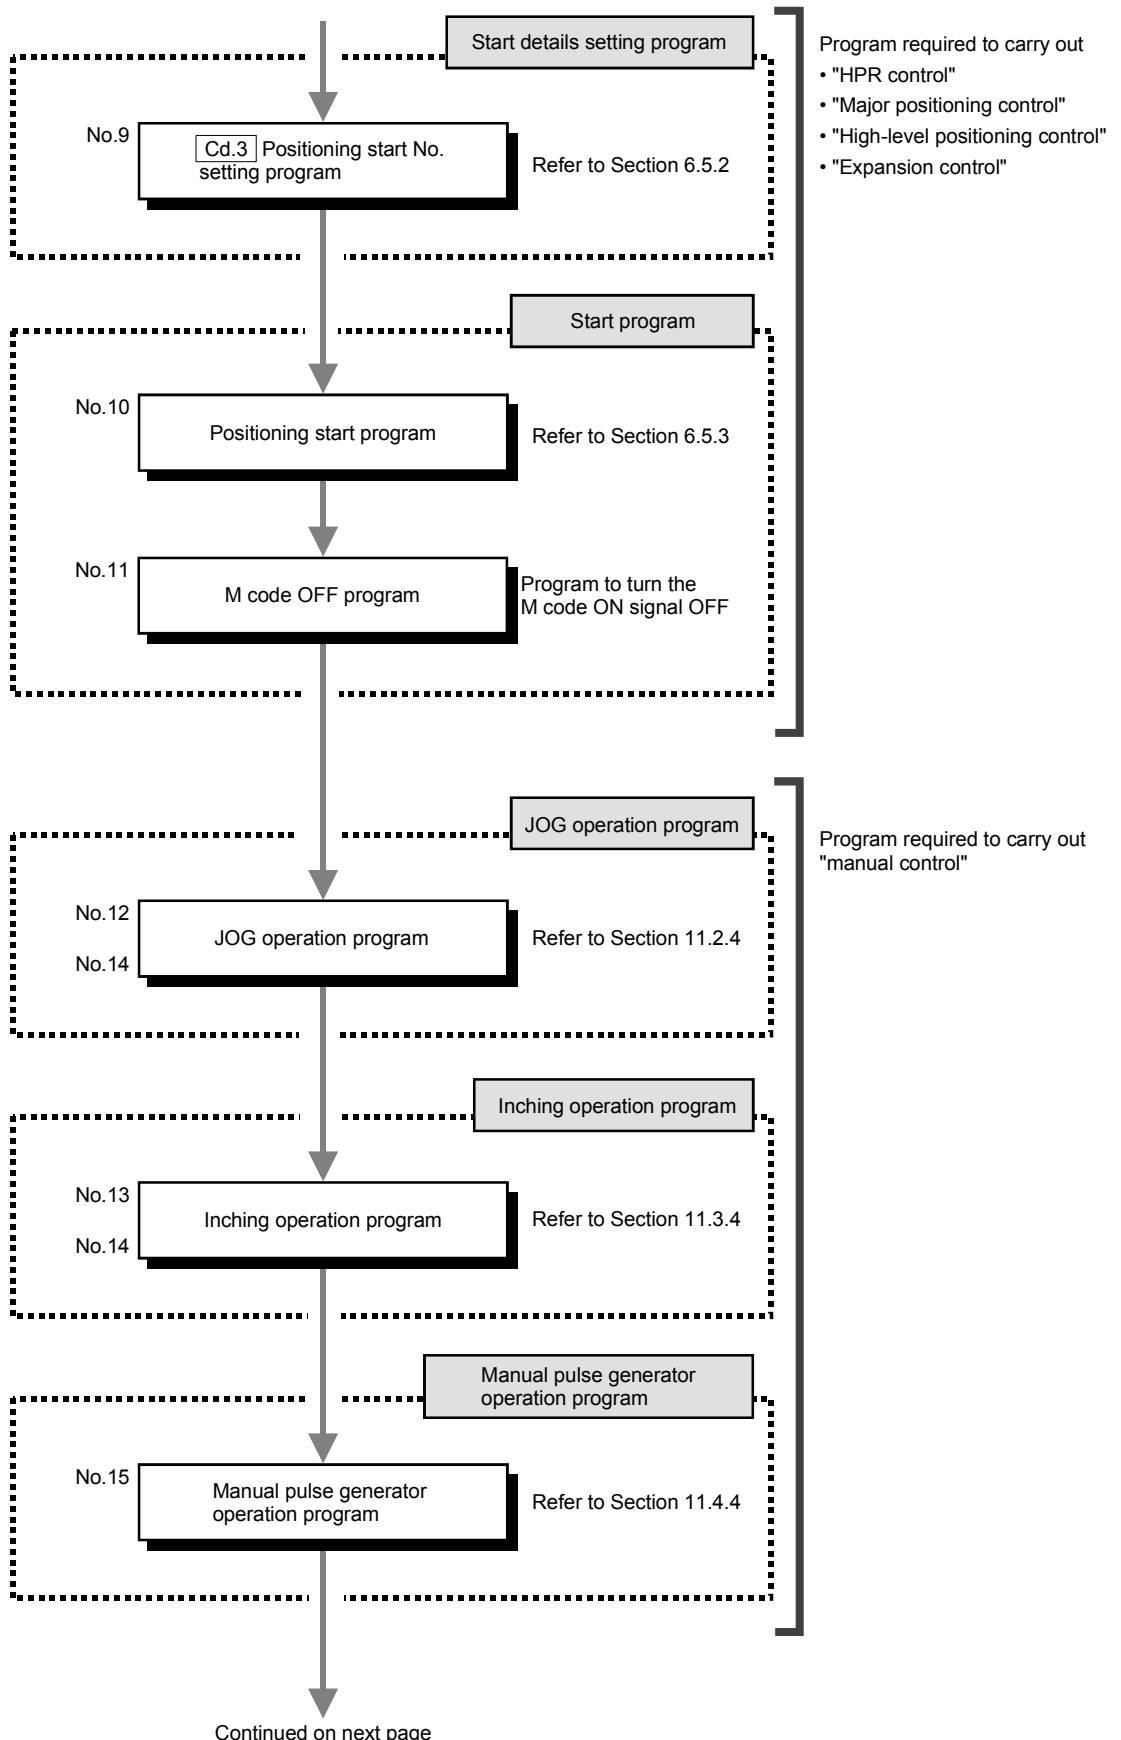 Start details setting program
Program required to carry out
• "HPR control"
• "Major positioning control"
• "High-level positioning control"
• "Expansion control"
No.9
Cd.3 Positioning start No.
setting program
Refer to Section 6.5.2
Start program
No.10
Positioning start program
Refer to Section 6.5.3
No.11
M code OFF program
Program to turn the
M code ON signal OFF
JOG operation program
Program required to carry out
"manual control"
No.12
JOG operation program
Refer to Section 11.2.4
No.14
Inching operation program
No.13
Inching operation program
Refer to Section 11.3.4
No.14
Manual pulse generator
operation program
No.15
Manual pulse generator
operation program
Refer to Section 11.4.4
Continued on next page